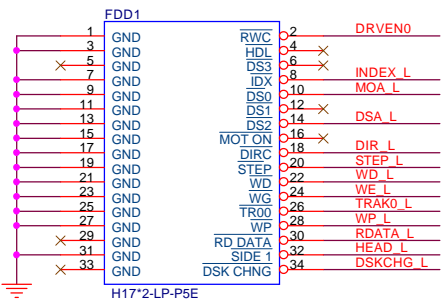 FDD1
1 GND RWC 2 DRVEN0
3 GND HDL 4
5 GND DS3 6
7 GND IDX 8 INDEX_L
9 GND DS0 10 MOA_L
11 GND DS1 12
13 GND DS2 14 DSA_L
15 GND MOT ON 16
17 GND DIRC 18 DIR_L
19 GND STEP 20 STEP_L
21 GND WD 22 WD_L
23 GND WG 24 WE_L
25 GND TR00 26 TRAK0_L
27 GND WP 28 WP_L
29 GND RD DATA 30 RDATA_L
31 GND SIDE 1 32 HEAD_L
33 GND DSK CHNG 34 DSKCHG_L
H17*2-LP-P5E